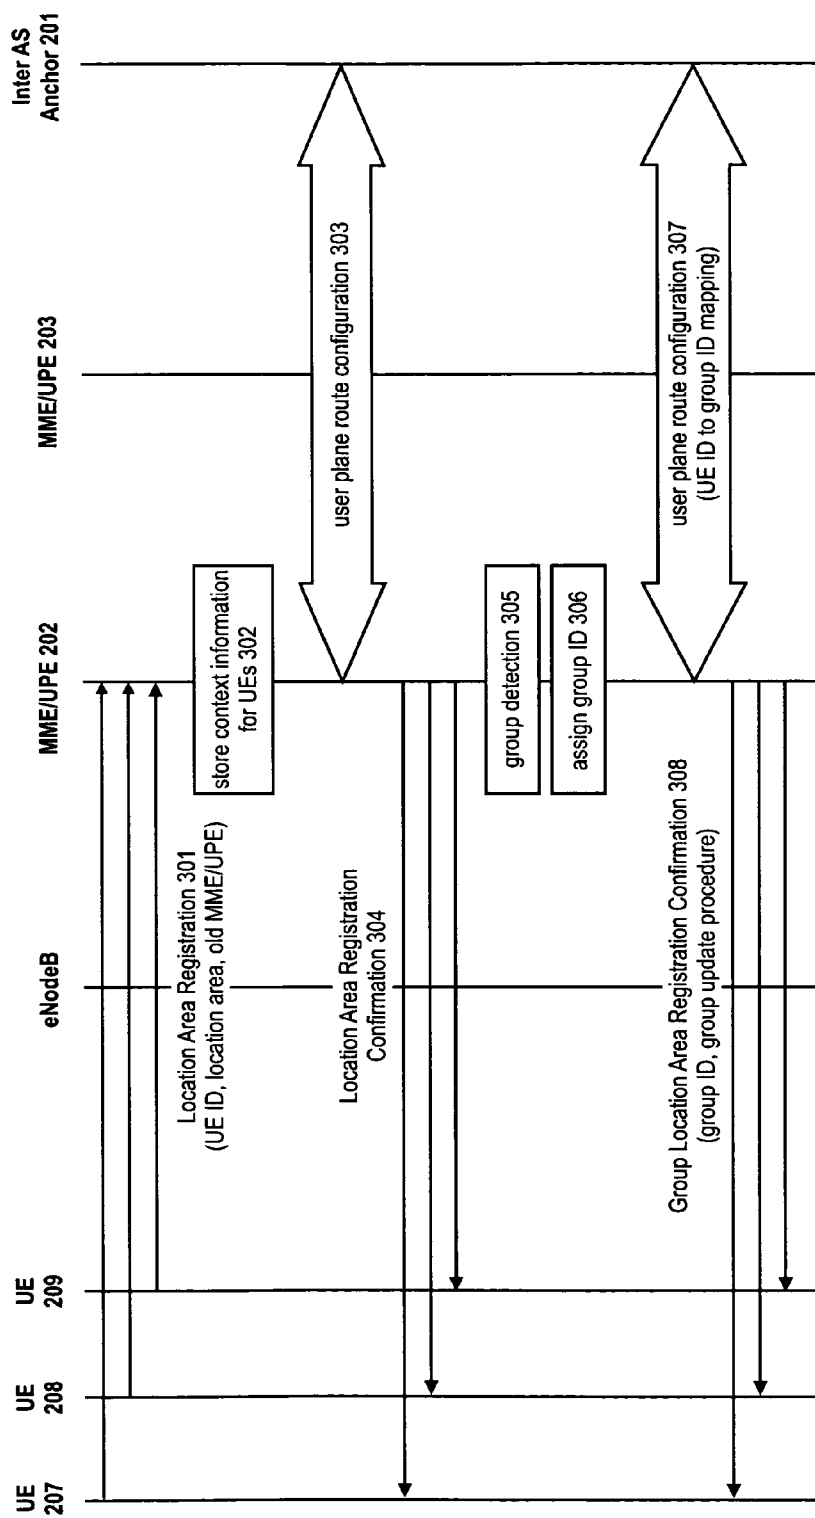 UE
207
UE
208
UE
209
eNodeB
MME/UPE 202
MME/UPE 203
Inter AS
Anchor 201
Location Area Registration 301
(UE ID, location area, old MME/UPE)
store context information
for UEs 302
user plane route configuration 303
Location Area Registration
Confirmation 304
group detection 305
assign group ID 306
user plane route configuration 307
(UE ID to group ID mapping)
Group Location Area Registration Confirmation 308
(group ID, group update procedure)